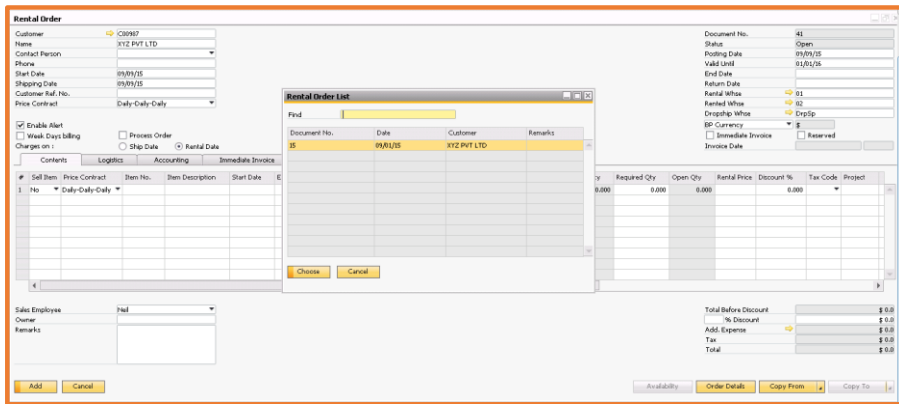 Rental Order
Customer C00987
Name XYZ PVT LTD
Contact Person
Phone
Start Date 09/09/15
Shipping Date 09/09/15
Customer Ref. No.
Price Contract Daily-Daily-Daily
Document No. 41
Status Open
Posting Date 09/09/15
Valid Until 01/01/16
End Date
Return Date
Rental Whse 01
Rented Whse 02
Dropship Whse DrpSp
BP Currency $
Immediate Invoice Reserved
Invoice Date
Enable Alert
Week Days billing Process Order
Charges on : Ship Date Rental Date
Contents Logistics Accounting Immediate Invoice
# Sell Item Price Contract Item No. Item Description Start Date E
Required Qty Open Qty Rental Price Discount % Tax Code Project
1 No Daily-Daily-Daily
0.000 0.000 0.000 0.000
Rental Order List
Find
Document No. Date Customer Remarks
15 09/01/15 XYZ PVT LTD
Choose Cancel
Sales Employee Neil
Owner
Remarks
Total Before Discount $ 0.0
% Discount $ 0.0
Add. Expense $ 0.0
Tax $ 0.0
Total $ 0.0
Add Cancel
Availability Order Details Copy From Copy To